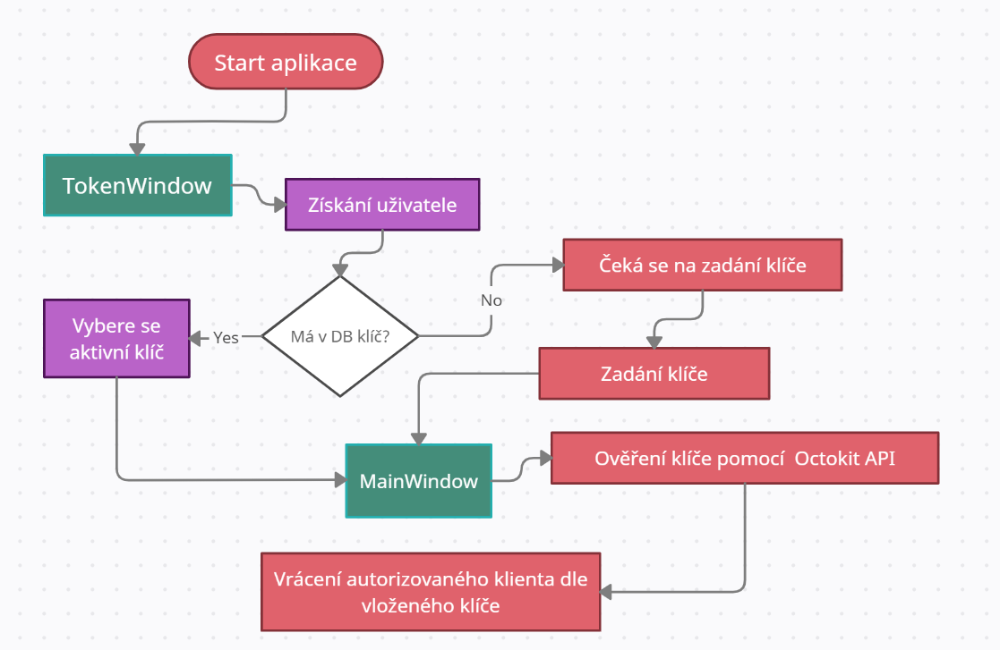 Start aplikace
TokenWindow
Získání uživatele
Čeká se na zadání klíče
No
Vybere se
aktivní klíč
Yes
Má v DB klíč?
Zadání klíče
MainWindow
Ověření klíče pomocí  Octokit API
Vrácení autorizovaného klienta dle
vloženého klíče